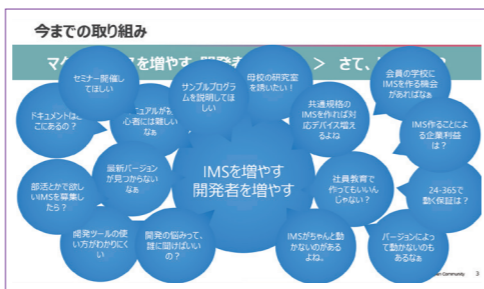 今までの取り組み
を増やす
開発者
＞ さて、
セミナー開催し
てほしい
サンプルプログラ
ムを説明してほ
しい
母校の研究室
を誘いたい！
会員の学校に
IMSを作る機会
があればなぁ
ドキュメントはど
こにあるの？
心者には難しい
なぁ
共通規格の
IMSを作れば対
応デバイス増え
るよね
IMS作ることによ
る企業利益
は？
最新バージョン
が見つからない
なぁ
IMSを増やす
開発者を増やす
社員教育で
作ってもいいん
じゃない？
部活とかで欲し
いIMSを募集し
たら？
24-365で
動く保証は？
開発ツールの使
い方がわかりにく
い
開発の悩みって、
誰に聞けばいい
の？
IMSがちゃんと動
かないのがある
よね、
バージョンによっ
て動かないのも
あるなぁ
Community
3